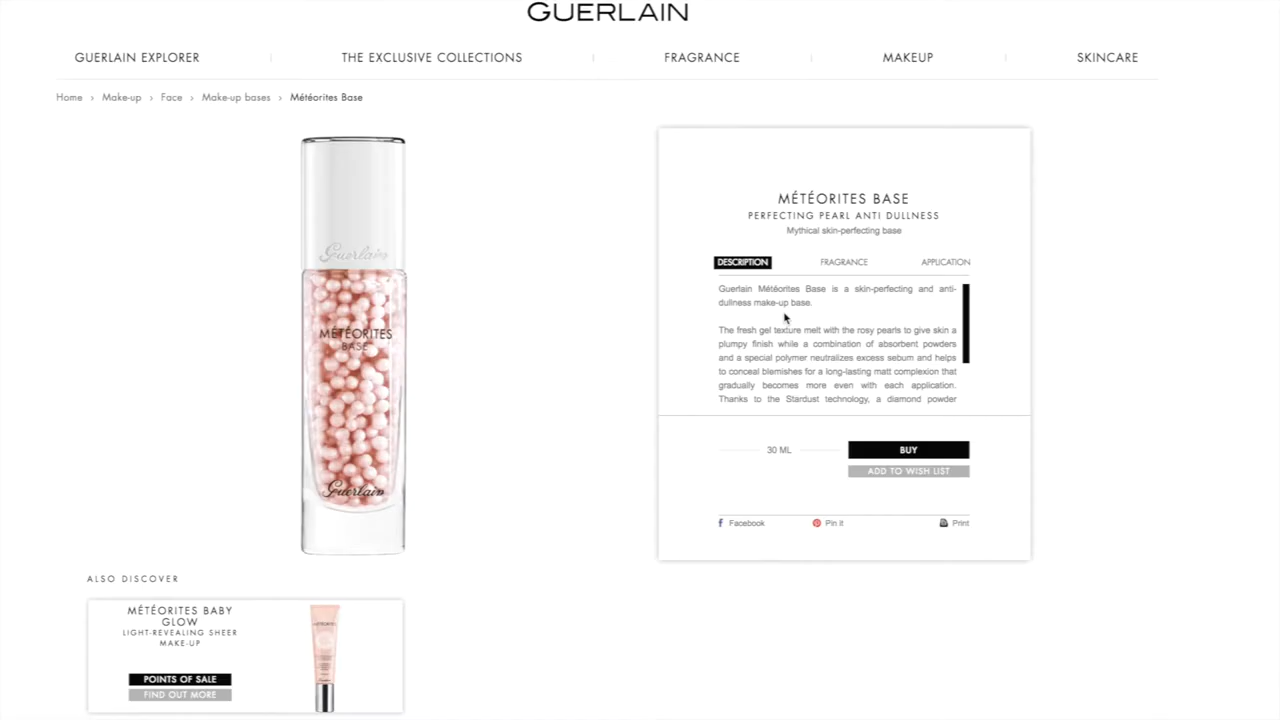 GUERLAIN
GUERLAIN EXPLORER
THE EXCLUSIVE COLLECTIONS
FRAGRANCE
MAKEUP
SKINCARE
Home > Make-up > Face > Make-up bases > Météorites Base
Guerlain
MÉTÉORITES
BASE
Guerlain
MÉTÉORITES BASE
PERFECTING PEARL ANTI DULLNESS
Mythical skin-perfecting base
DESCRIPTION
FRAGRANCE
APPLICATION
Guerlain Météorites Base is a skin-perfecting and anti-
dullness make-up base.
The fresh gel texture melt with the rosy pearls to give skin a
plumpy finish while a combination of absorbent powders
and a special polymer neutralizes excess sebum and helps
to conceal blemishes for a long-lasting matt complexion that
gradually becomes more even with each application.
Thanks to the Stardust technology, a diamond powder
30 ML
BUY
ADD TO WISH LIST
Facebook
Pin it
Print
ALSO DISCOVER
MÉTÉORITES BABY
GLOW
LIGHT-REVEALING SHEER
MAKE-UP
POINTS OF SALE
FIND OUT MORE